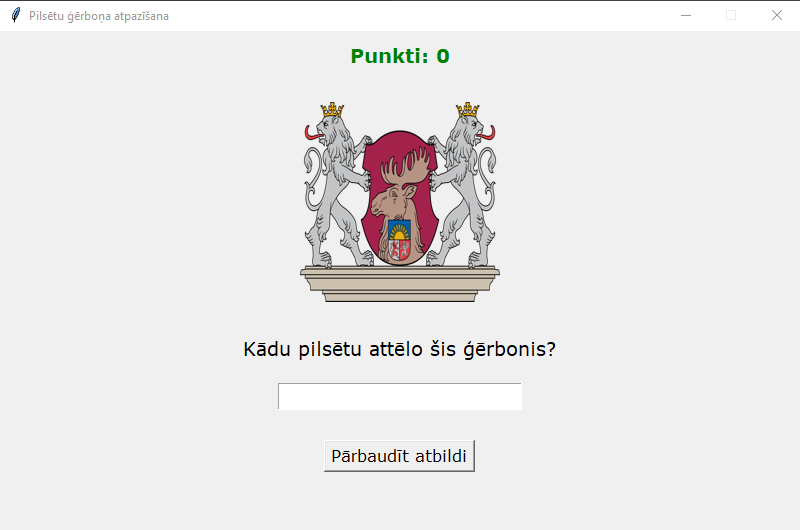 Pilsētu ģērboņa atpazīšana
Punkti: 0
Kādu pilsētu attēlo šis ģērbonis?
Pārbaudīt atbildi